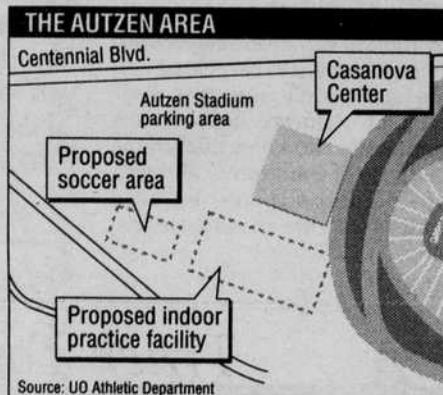 THE AUTZEN AREA
Centennial Blvd.
Casanova
Center
Autzen Stadium
parking area
Proposed
soccer area
Proposed indoor
practice facility
Source: UO Athletic Department